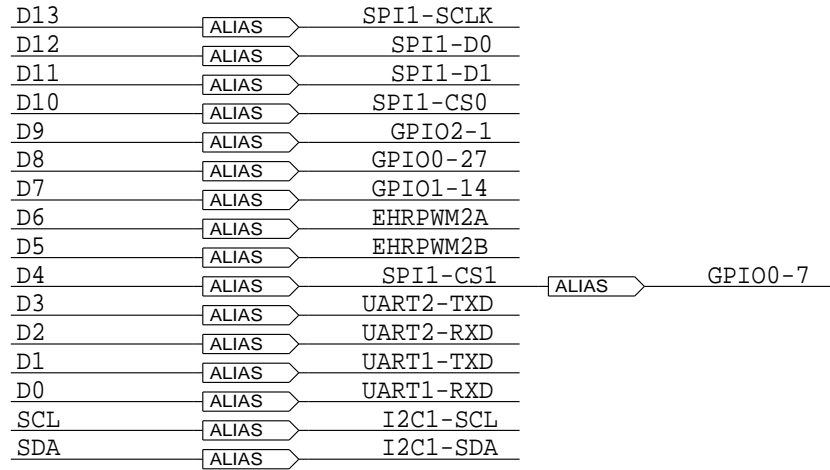 D13 ALIAS SPI1-SCLK
D12 ALIAS SPI1-D0
D11 ALIAS SPI1-D1
D10 ALIAS SPI1-CS0
D9 ALIAS GPIO2-1
D8 ALIAS GPIO0-27
D7 ALIAS GPIO1-14
D6 ALIAS EHRPWM2A
D5 ALIAS EHRPWM2B
D4 ALIAS SPI1-CS1 ALIAS GPIO0-7
D3 ALIAS UART2-TXD
D2 ALIAS UART2-RXD
D1 ALIAS UART1-TXD
D0 ALIAS UART1-RXD
SCL ALIAS I2C1-SCL
SDA ALIAS I2C1-SDA